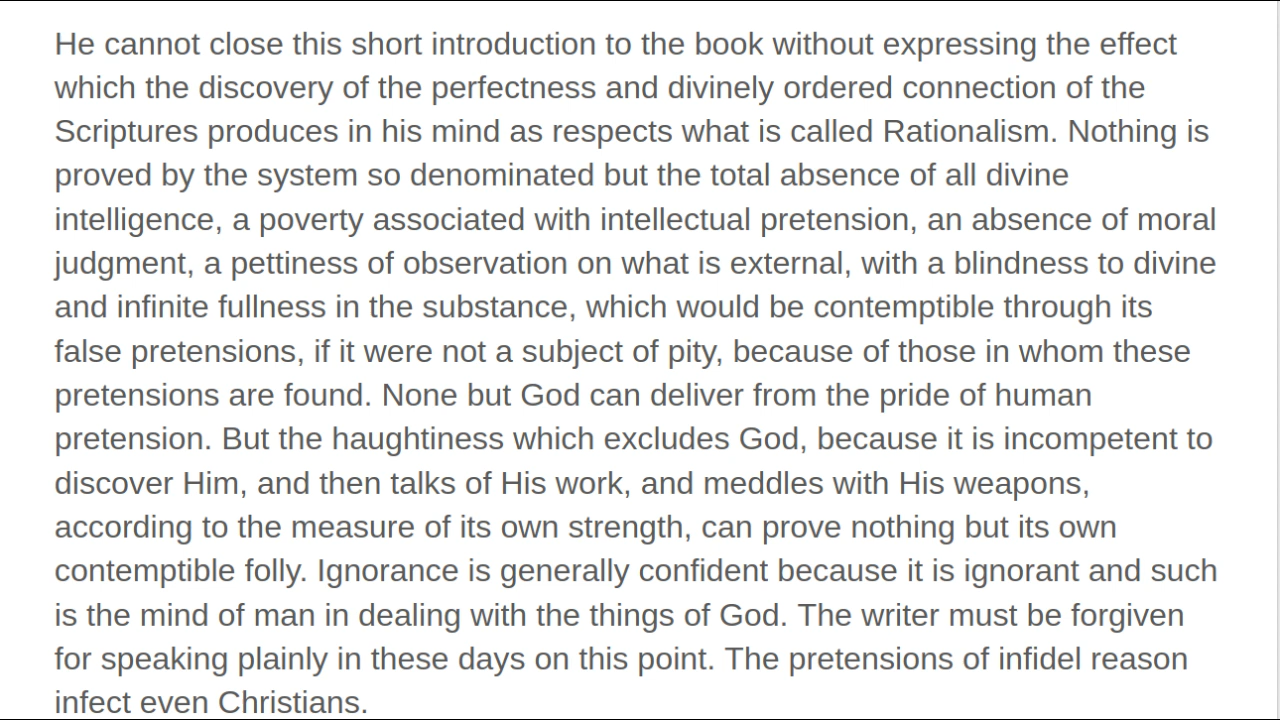 He cannot close this short introduction to the book without expressing the effect
which the discovery of the perfectness and divinely ordered connection of the
Scriptures produces in his mind as respects what is called Rationalism. Nothing is
proved by the system so denominated but the total absence of all divine
intelligence, a poverty associated with intellectual pretension, an absence of moral
judgment, a pettiness of observation on what is external, with a blindness to divine
and infinite fullness in the substance, which would be contemptible through its
false pretensions, if it were not a subject of pity, because of those in whom these
pretensions are found. None but God can deliver from the pride of human
pretension. But the haughtiness which excludes God, because it is incompetent to
discover Him, and then talks of His work, and meddles with His weapons,
according to the measure of its own strength, can prove nothing but its own
contemptible folly. Ignorance is generally confident because it is ignorant and such
is the mind of man in dealing with the things of God. The writer must be forgiven
for speaking plainly in these days on this point. The pretensions of infidel reason
infect even Christians.